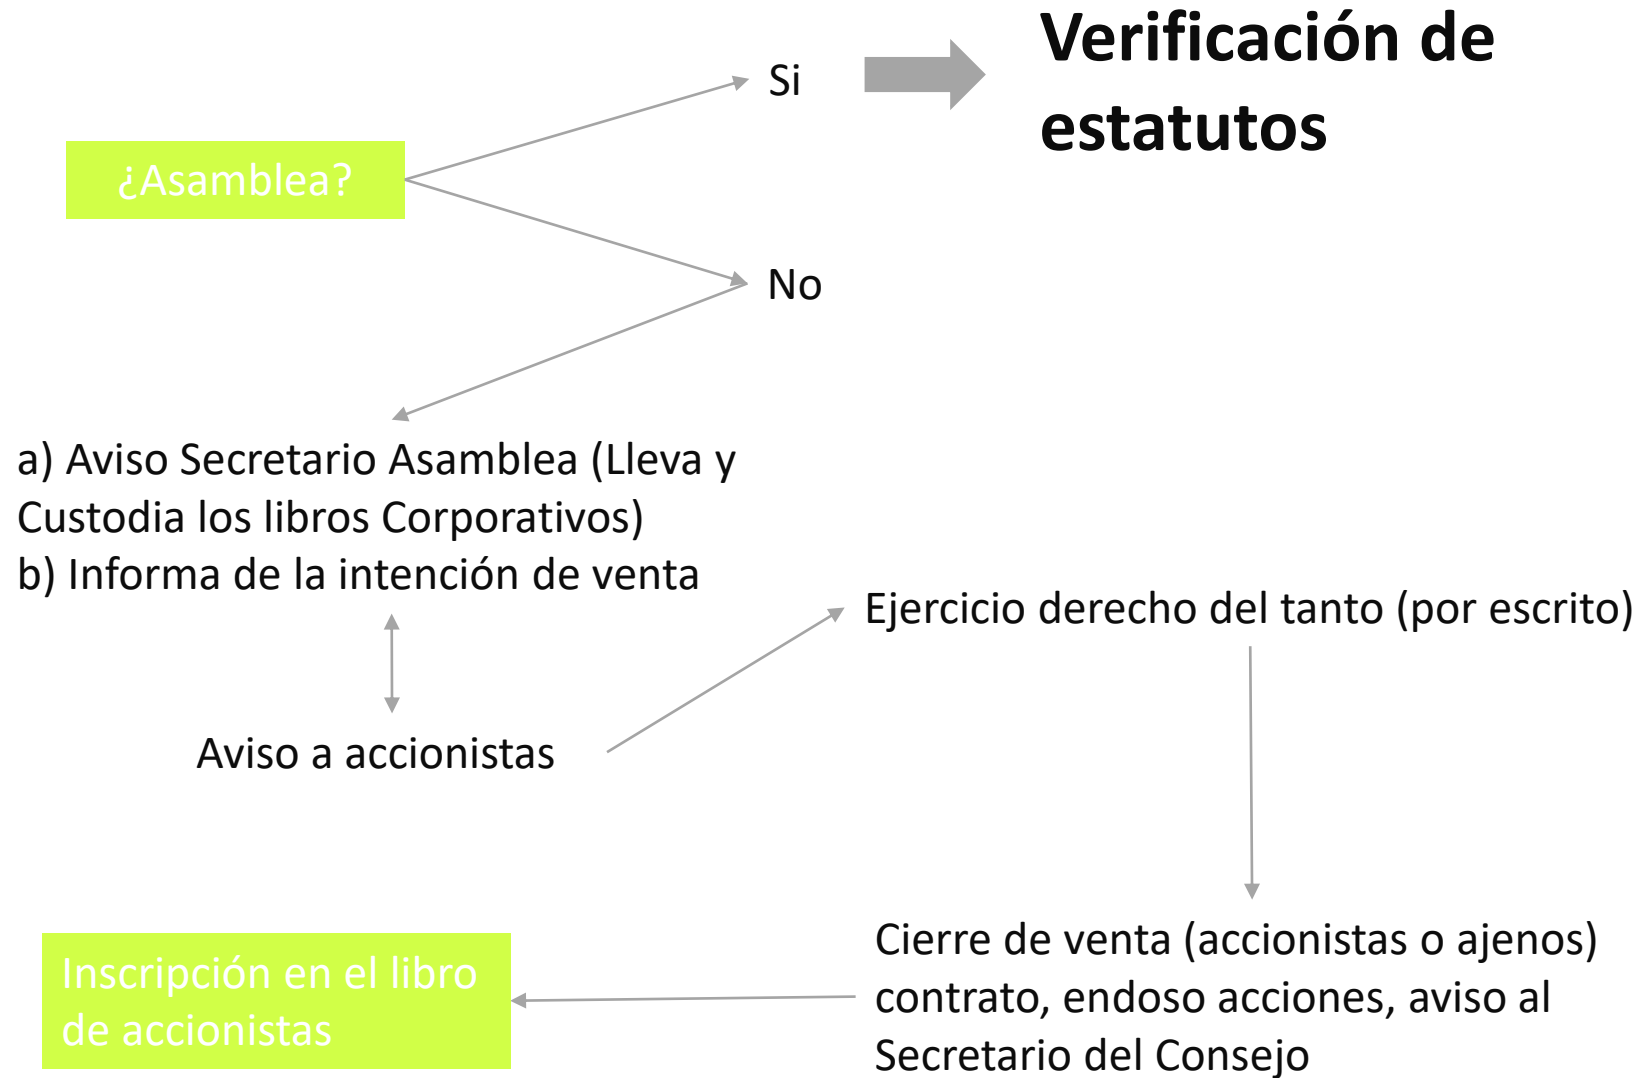 Verificación de
estatutos
Si
¿Asamblea?
No
a) Aviso Secretario Asamblea (Lleva y
Custodia los libros Corporativos)
b) Informa de la intención de venta
Ejercicio derecho del tanto (por escrito)
Aviso a accionistas
Cierre de venta (accionistas o ajenos)
contrato, endoso acciones, aviso al
Secretario del Consejo
Inscripción en el libro
de accionistas